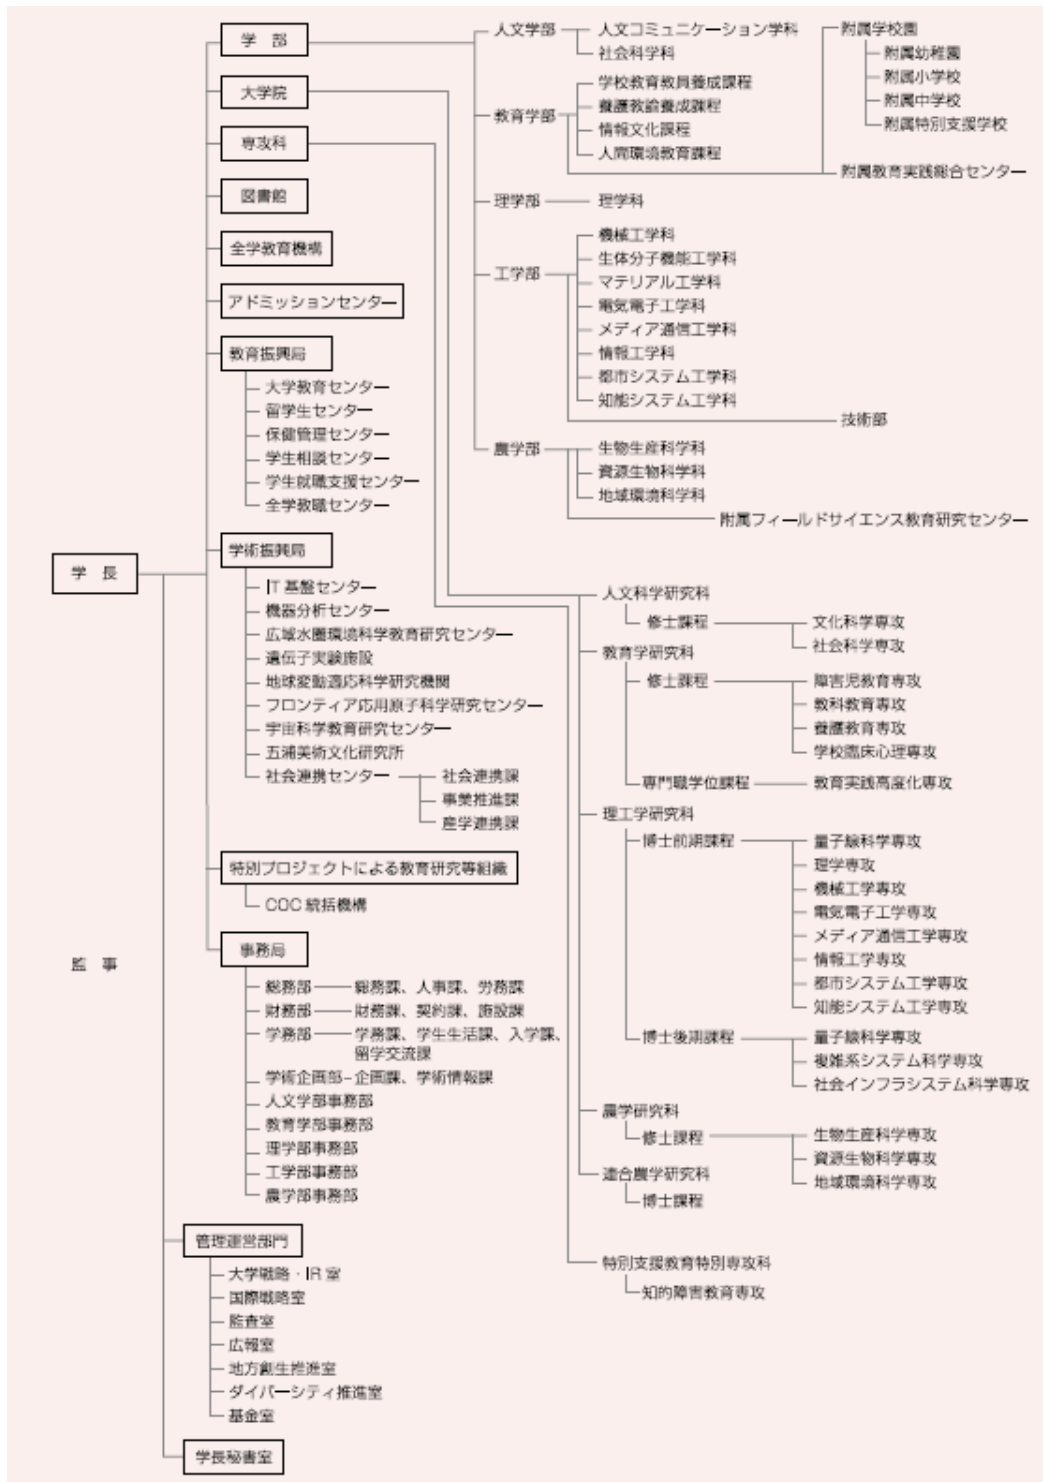 学 部
人文学部
人文コミュニケーション学科
社会科学科
教育学部
学校教育教員養成課程
養護教諭養成課程
情報文化課程
人間環境教育課程
附属学校園
附属幼稚園
附属小学校
附属中学校
附属特別支援学校
附属教育実践総合センター
理学部
理学科
工学部
機械工学科
生体分子機能工学科
マテリアル工学科
電気電子工学科
メディア通信工学科
情報工学科
都市システム工学科
知能システム工学科
技術部
農学部
生物生産科学科
資源生物科学科
地域環境科学科
附属フィールドサイエンス教育研究センター
大学院
専攻科
図書館
全学教育機構
アドミッションセンター
教育振興局
大学教育センター
留学生センター
保健管理センター
学生相談センター
学生就職支援センター
全学教職センター
学長
学術振興局
IT 基盤センター
機器分析センター
広域水圏環境科学教育研究センター
遺伝子実験施設
地球変動適応科学研究機関
フロンティア応用原子科学研究センター
宇宙科学教育研究センター
五浦美術文化研究所
社会連携センター
社会連携課
事業推進課
産学連携課
特別プロジェクトによる教育研究等組織
COC 統括機構
監 事
事務局
総務部
総務課、人事課、労務課
財務部
財務課、契約課、施設課
学務部
学務課、学生生活課、入学課、
留学交流課
学術企画部－企画課、学術情報課
人文学部事務部
教育学部事務部
理学部事務部
工学部事務部
農学部事務部
人文科学研究科
修士課程
文化科学専攻
社会科学専攻
教育学研究科
修士課程
障害児教育専攻
教科教育専攻
養護教育専攻
学校臨床心理専攻
専門職学位課程
教育実践高度化専攻
理工学研究科
博士前期課程
量子線科学専攻
理学専攻
機械工学専攻
電気電子工学専攻
メディア通信工学専攻
情報工学専攻
都市システム工学専攻
知能システム工学専攻
博士後期課程
量子線科学専攻
複雑系システム科学専攻
社会インフラシステム科学専攻
農学研究科
修士課程
生物生産科学専攻
資源生物科学専攻
地域環境科学専攻
連合農学研究科
博士課程
特別支援教育特別専攻科
知的障害教育専攻
管理運営部門
大学戦略・IR 室
国際戦略室
監査室
広報室
地方創生推進室
ダイバーシティ推進室
基金室
学長秘書室